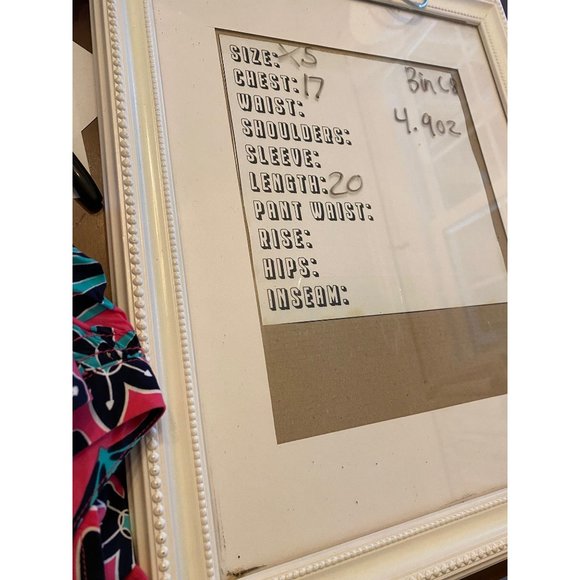 SIZE: XS
CHEST: 17
Bin C8
WAIST:
4.9oz
SHOULDERS:
SLEEVE:
LENGTH: 20
PANT WAIST:
RISE:
HIPS:
INSEAM: